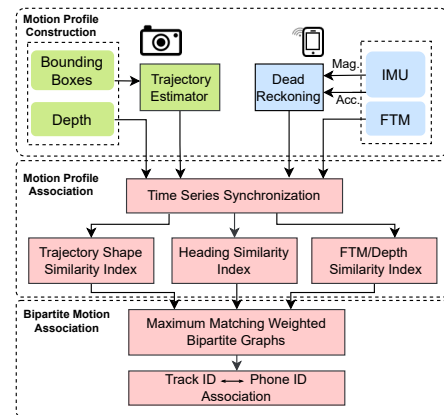 Motion Profile
Construction
Bounding
Boxes
Depth
Trajectory
Estimator
Dead
Reckoning
Mag.
Acc.
IMU
FTM
Motion Profile
Association
Time Series Synchronization
Trajectory Shape
Similarity Index
Heading Similarity
Index
FTM/Depth
Similarity Index
Bipartite Motion
Association
Maximum Matching Weighted
Bipartite Graphs
Track ID ↔ Phone ID
Association